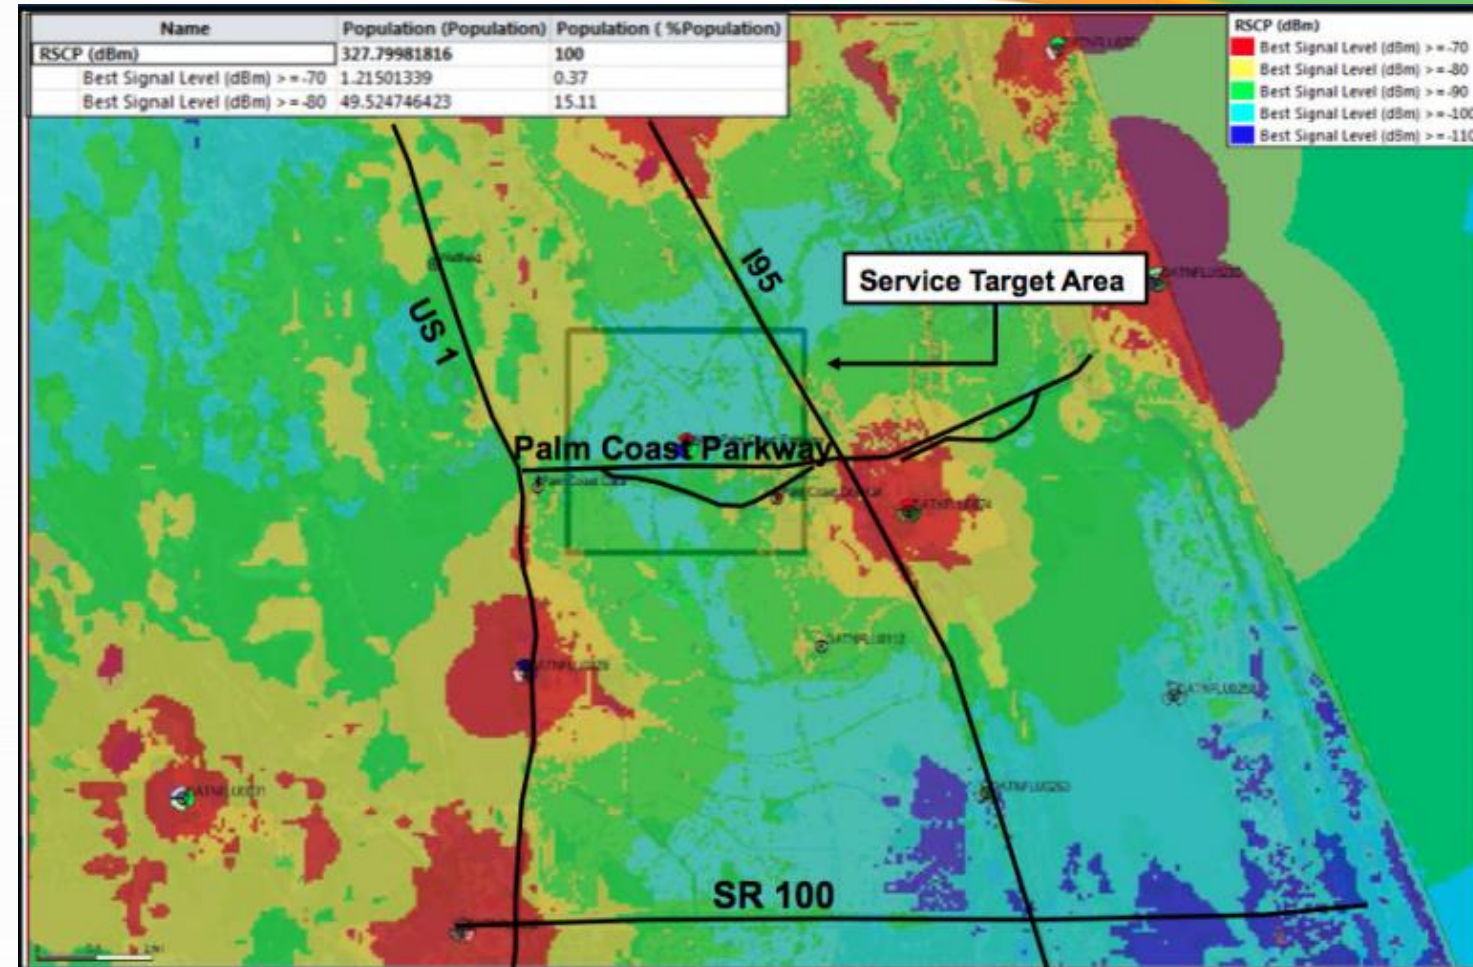 Name Population (Population) Population ( %Population)
RSCP (dBm) 327.79981816 100
Best Signal Level (dBm) >=-70 1.21501339 0.37
Best Signal Level (dBm) >=-80 49.524746423 15.11
RSCP (dBm)
Best Signal Level (dBm) >=-70
Best Signal Level (dBm) >=-80
Best Signal Level (dBm) >=-90
Best Signal Level (dBm) >=-100
Best Signal Level (dBm) >=-110
I95
Service Target Area
US 1
Palm Coast Parkway
SR 100